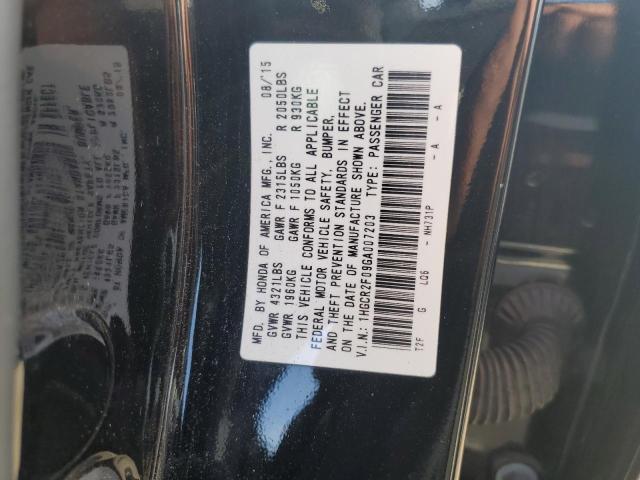 MFD. BY HONDA OF AMERICA MFG., INC. 08/15
GVWR 4321LBS GAWR F 2315LBS R 2050LBS
GVWR 1960KG GAWR F 1050KG R 930KG
THIS VEHICLE CONFORMS TO ALL APPLICABLE
FEDERAL MOTOR VEHICLE SAFETY, BUMPER,
AND THEFT PREVENTION STANDARDS IN EFFECT
ON THE DATE OF MANUFACTURE SHOWN ABOVE.
V.I.N.: 1HGCR2F09GA007203 TYPE: PASSENGER CAR
T2F G LQ6 - NH731P - A - A